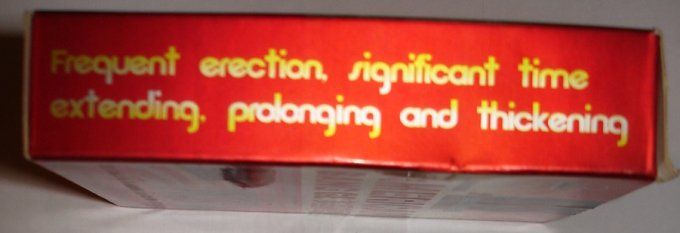 Frequent erection, significant time
extending, prolonging and thickening